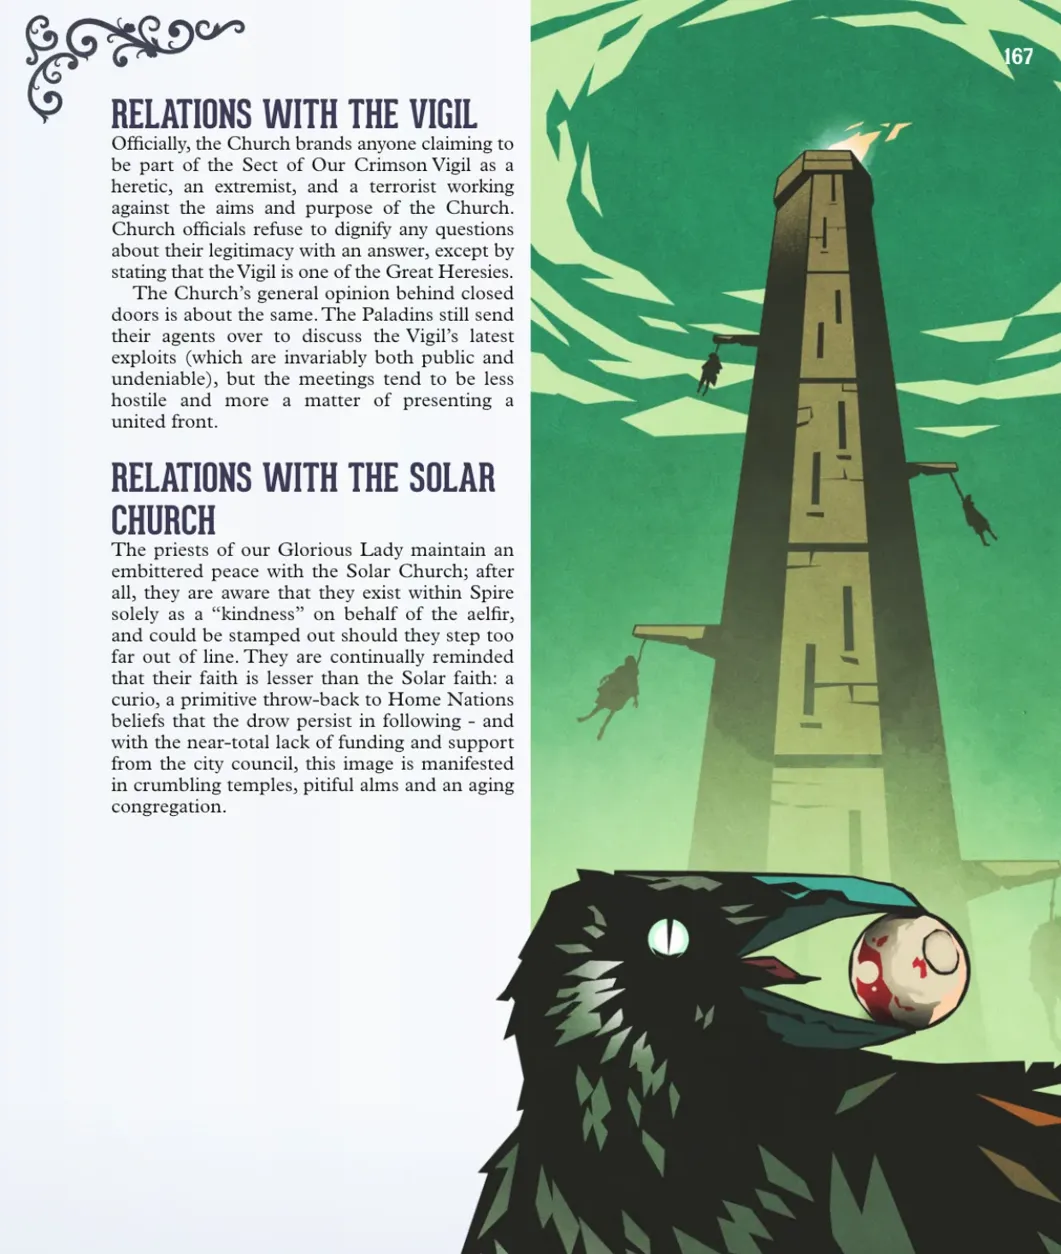 167
RELATIONS WITH THE VIGIL
Officially, the Church brands anyone claiming to
be part of the Sect of Our Crimson Vigil as a
heretic, an extremist, and a terrorist working
against the aims and purpose of the Church.
Church officials refuse to dignify any questions
about their legitimacy with an answer, except by
stating that the Vigil is one of the Great Heresies.
The Church’s general opinion behind closed
doors is about the same. The Paladins still send
their agents over to discuss the Vigil’s latest
exploits (which are invariably both public and
undeniable), but the meetings tend to be less
hostile and more a matter of presenting a
united front.
RELATIONS WITH THE SOLAR
CHURCH
The priests of our Glorious Lady maintain an
embittered peace with the Solar Church; after
all, they are aware that they exist within Spire
solely as a “kindness” on behalf of the aelfir,
and could be stamped out should they step too
far out of line. They are continually reminded
that their faith is lesser than the Solar faith: a
curio, a primitive throw-back to Home Nations
beliefs that the drow persist in following - and
with the near-total lack of funding and support
from the city council, this image is manifested
in crumbling temples, pitiful alms and an aging
congregation.